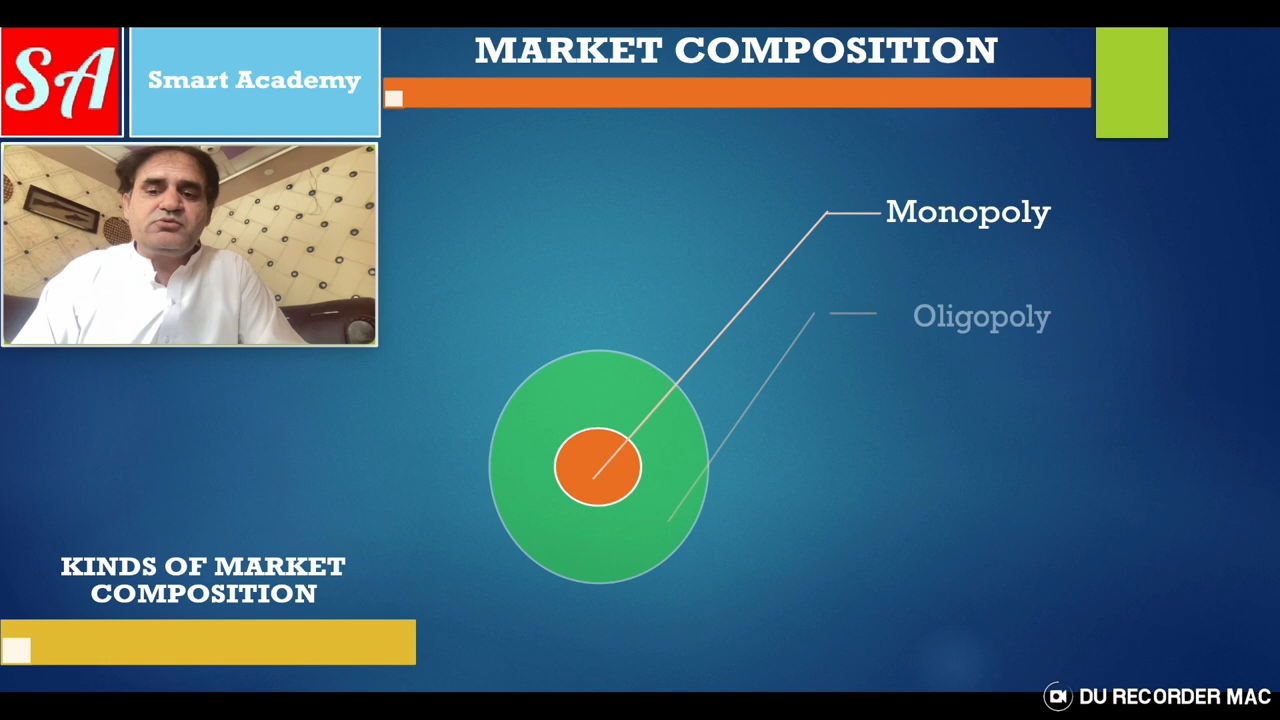 SA
Smart Academy
MARKET COMPOSITION
Monopoly
Oligopoly
KINDS OF MARKET
COMPOSITION
DU RECORDER MAC